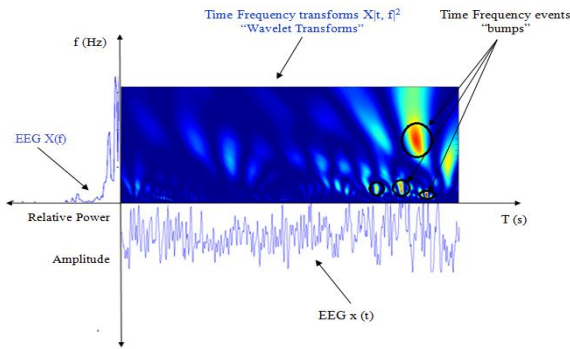 Time Frequency transforms X|t, f|²
“Wavelet Transforms”
Time Frequency events
“bumps”
f (Hz)
EEG X(f)
Relative Power
T (s)
Amplitude
EEG x (t)